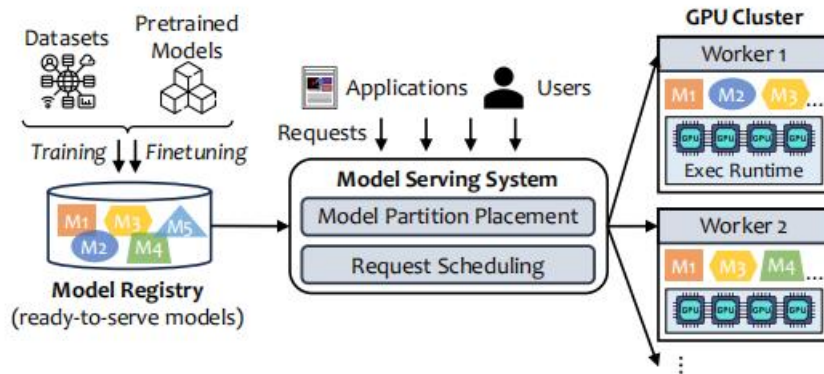 Datasets
Pretrained
Models
Training
Finetuning
M1
M3
M5
M2
M4
Model Registry
(ready-to-serve models)
Applications
Users
Requests
Model Serving System
Model Partition Placement
Request Scheduling
GPU Cluster
Worker 1
M1 M2 M3 ...
GPU GPU GPU GPU
Exec Runtime
Worker 2
M1 M3 M4 ...
GPU GPU GPU GPU
⋮